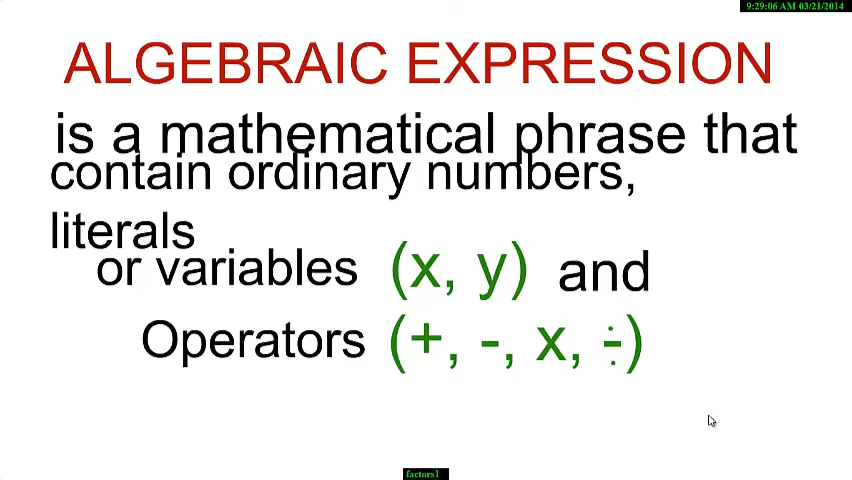 9:29:06 AM 03/21/2014
ALGEBRAIC EXPRESSION
is a mathematical phrase that
contain ordinary numbers,
literals
or variables (x, y) and
Operators (+, -, x, ÷)
factors1